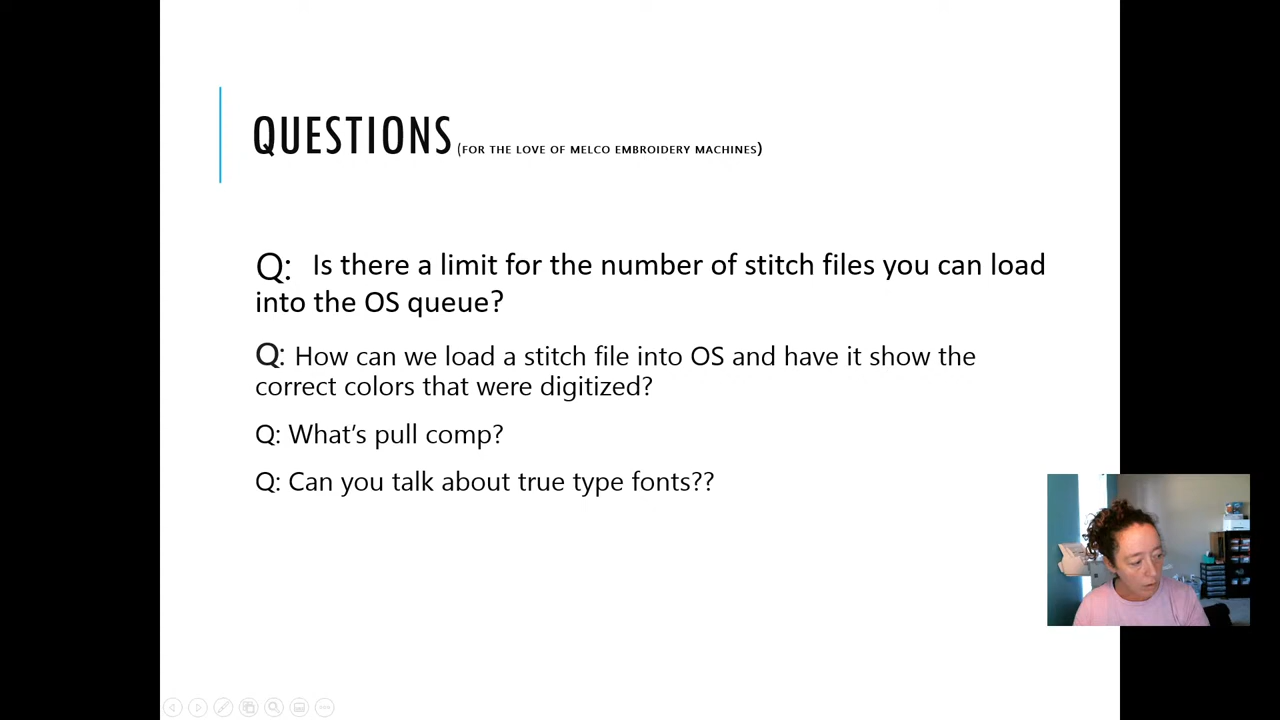 QUESTIONS (FOR THE LOVE OF MELCO EMBROIDERY MACHINES)
Q: Is there a limit for the number of stitch files you can load
into the OS queue?
Q: How can we load a stitch file into OS and have it show the
correct colors that were digitized?
Q: What's pull comp?
Q: Can you talk about true type fonts??